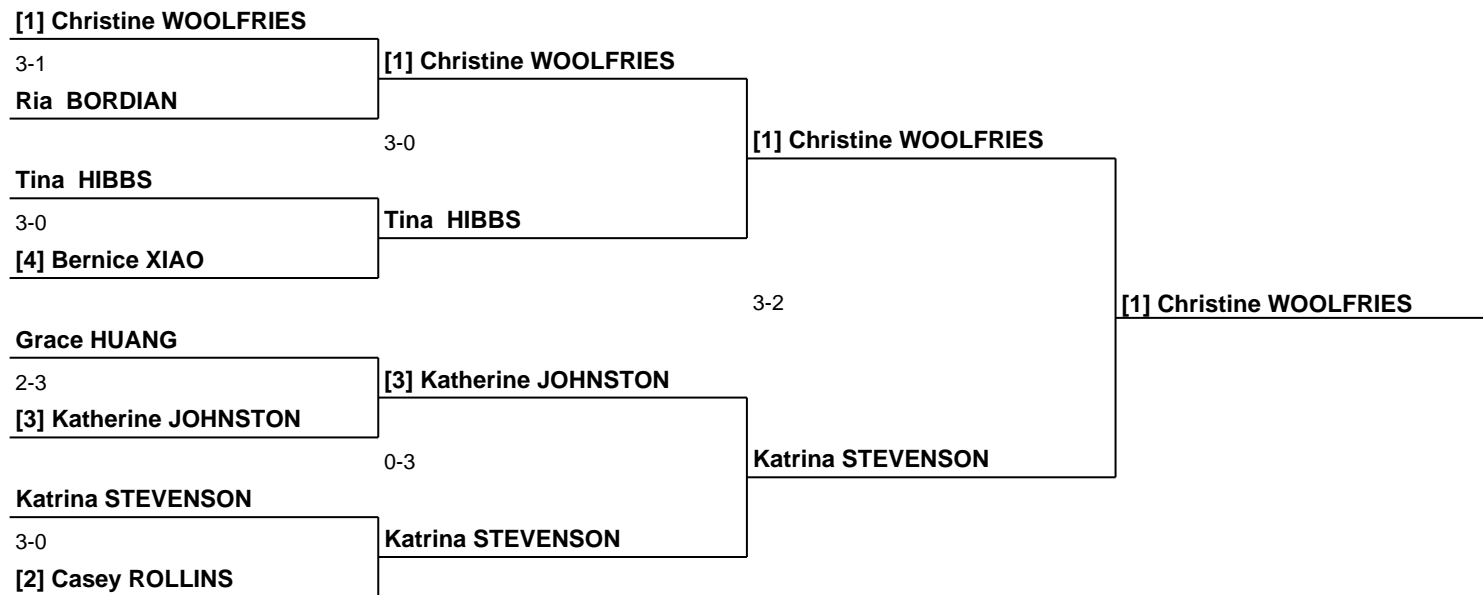 [1] Christine WOOLFRIES
3-1
[1] Christine WOOLFRIES
Ria BORDIAN
3-0
[1] Christine WOOLFRIES
Tina HIBBS
3-0
Tina HIBBS
[4] Bernice XIAO
3-2
[1] Christine WOOLFRIES
Grace HUANG
2-3
[3] Katherine JOHNSTON
[3] Katherine JOHNSTON
0-3
Katrina STEVENSON
Katrina STEVENSON
3-0
Katrina STEVENSON
[2] Casey ROLLINS